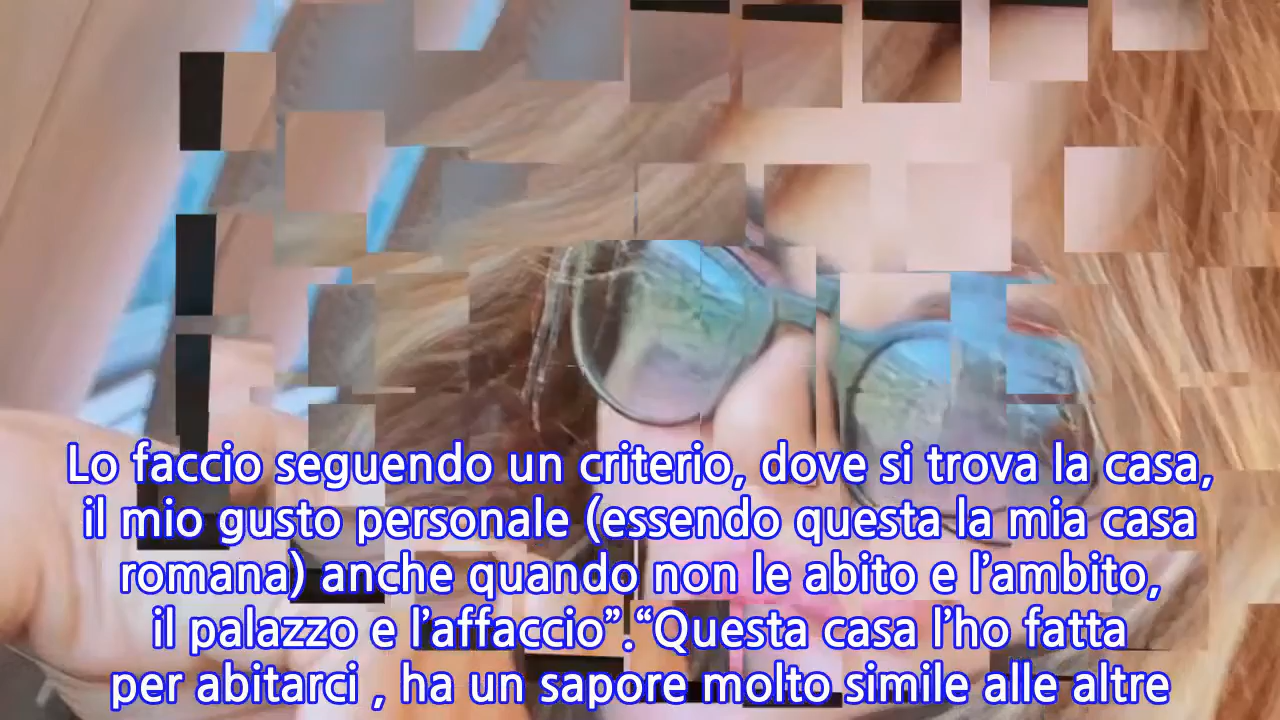 Lo faccio seguendo un criterio, dove si trova la casa,
il mio gusto personale (essendo questa la mia casa
romana) anche quando non le abito e l’ambito,
il palazzo e l’affaccio”. “Questa casa l’ho fatta
per abitarci , ha un sapore molto simile alle altre